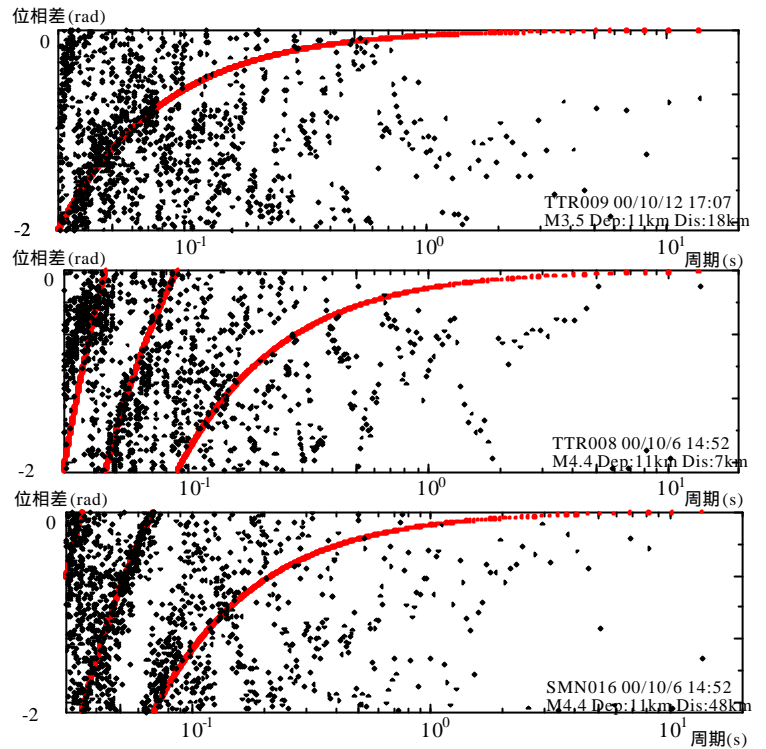 位相差(rad)
0
TTR009 00/10/12 17:07
M3.5 Dep:11km Dis:18km
-2
10-1 100 101
位相差(rad) 周期(s)
0
TTR008 00/10/6 14:52
M4.4 Dep:11km Dis:7km
-2
10-1 100 101
位相差(rad) 周期(s)
0
SMN016 00/10/6 14:52
M4.4 Dep:11km Dis:48km
-2
10-1 100 101
周期(s)